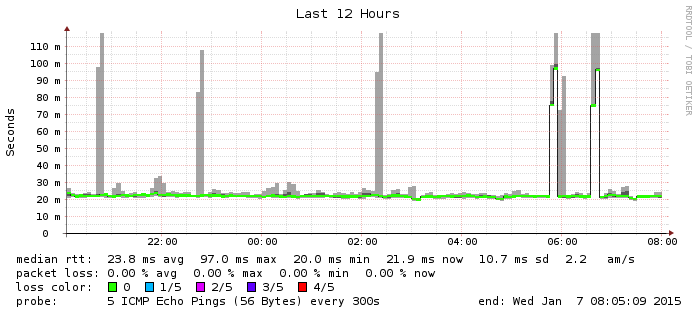 Last 12 Hours
RRDTOOL / TOBI OETIKER
Seconds
110 m
100 m
90 m
80 m
70 m
60 m
50 m
40 m
30 m
20 m
10 m
0
22:00 00:00 02:00 04:00 06:00 08:00
median rtt: 23.8 ms avg 97.0 ms max 20.0 ms min 21.9 ms now 10.7 ms sd 2.2 am/s
packet loss: 0.00 % avg 0.00 % max 0.00 % min 0.00 % now
loss color: 0 1/5 2/5 3/5 4/5
probe: 5 ICMP Echo Pings (56 Bytes) every 300s end: Wed Jan 7 08:05:09 2015